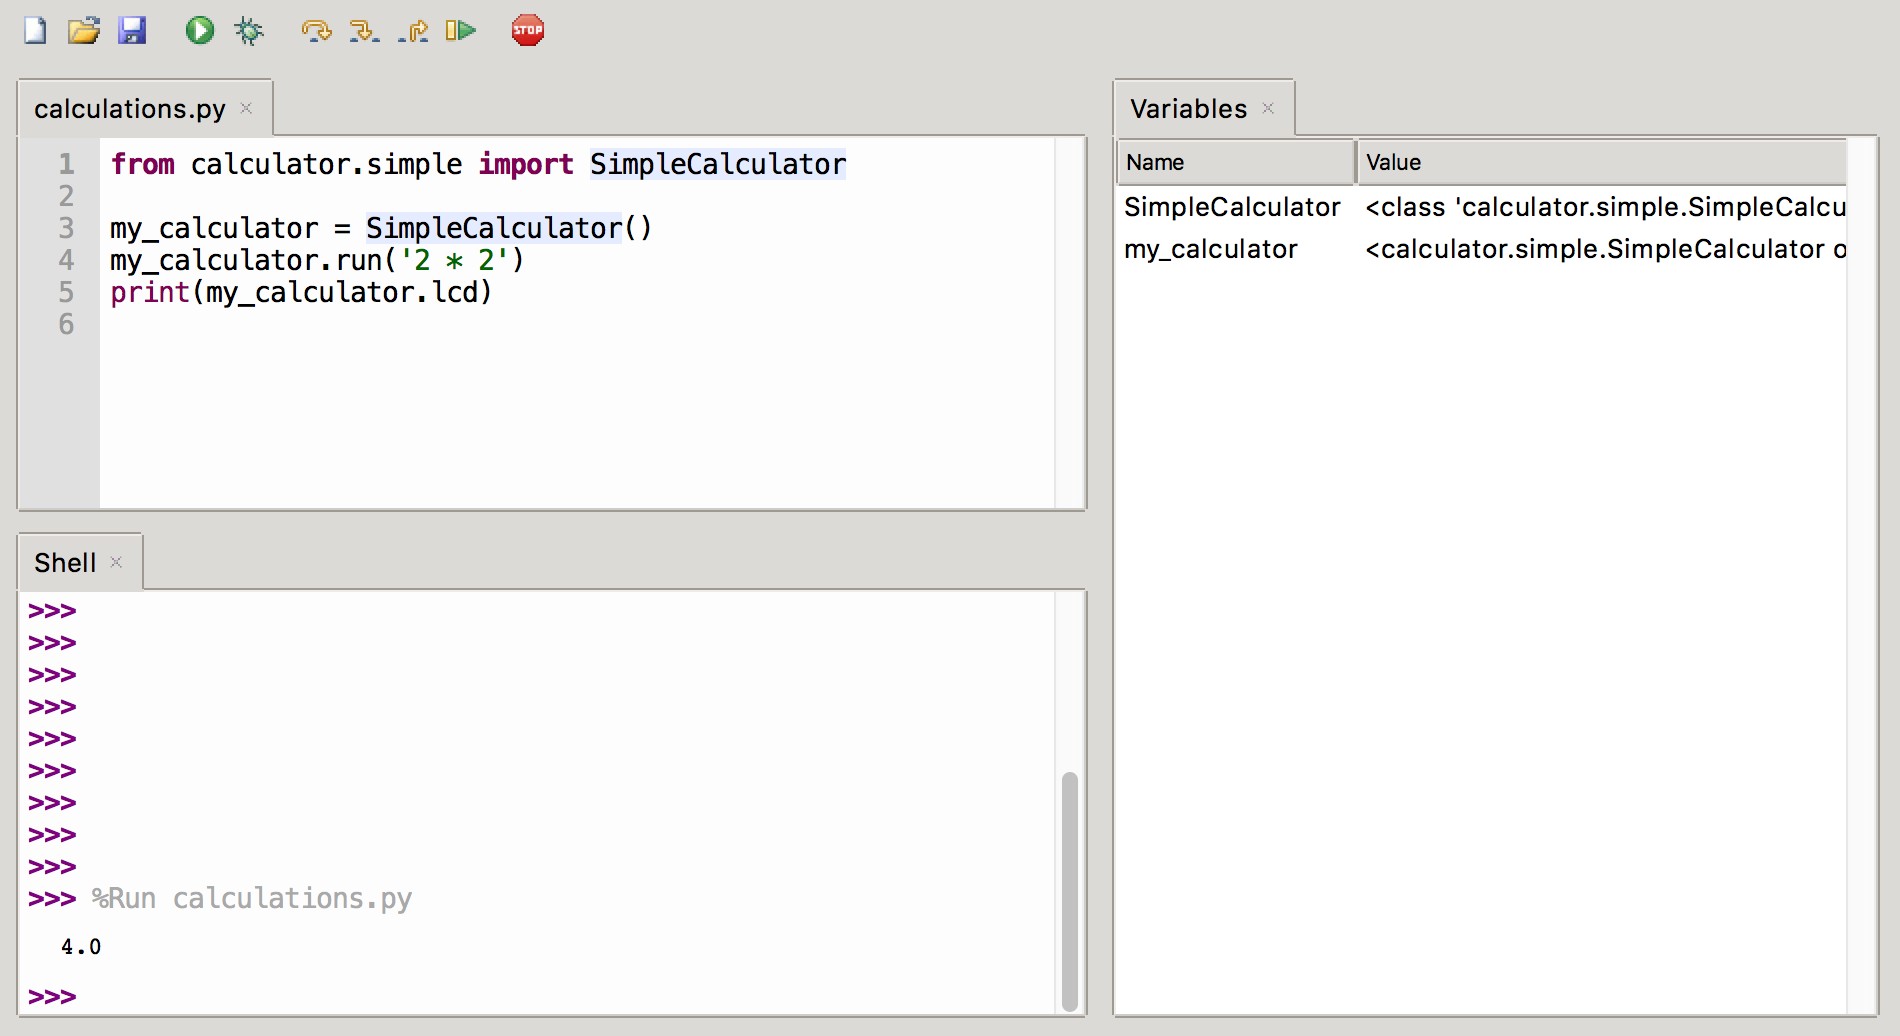 STOP
calculations.py ×
1 from calculator.simple import SimpleCalculator
2
3 my_calculator = SimpleCalculator()
4 my_calculator.run('2 * 2')
5 print(my_calculator.lcd)
6
Shell ×
>>>
>>>
>>>
>>>
>>>
>>>
>>>
>>>
>>>
>>> %Run calculations.py
4.0
>>>
Variables ×
Name Value
SimpleCalculator <class 'calculator.simple.SimpleCalcu
my_calculator <calculator.simple.SimpleCalculator o